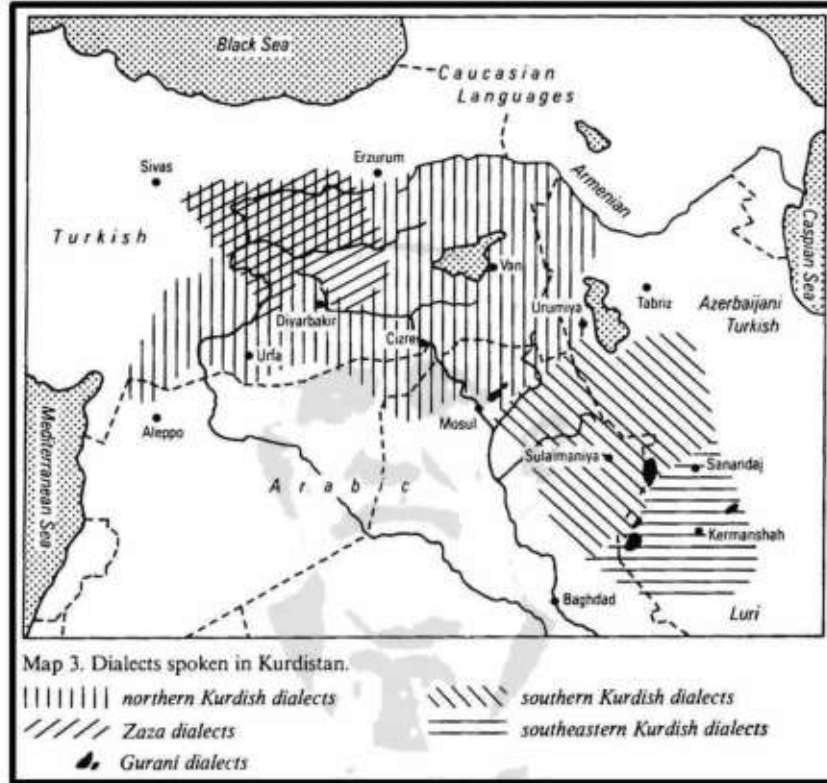 Black Sea
Caucasian
Languages
Erzurum
Sivas
Armenian
Turkish
Caspian Sea
Van
Tabriz
Urumiya
Azerbaijani
Turkish
Diyarbakir
Cizre
Urfa
Mosul
Aleppo
Mediterranean Sea
Sulaimaniya
Sanandaj
Arabic
Kermanshah
Baghdad
Luri
Map 3. Dialects spoken in Kurdistan.
northern Kurdish dialects
southern Kurdish dialects
Zaza dialects
southeastern Kurdish dialects
Gurani dialects